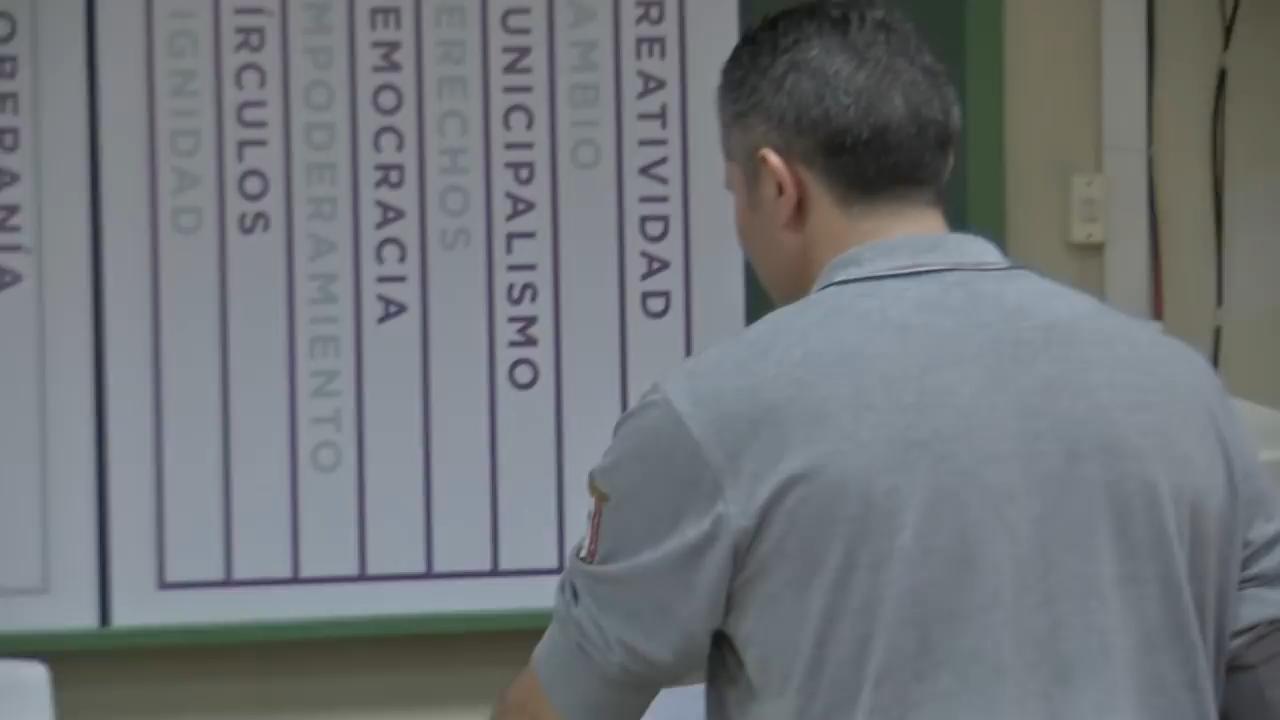 OBERANÍA
IGNIDAD
ÍRCULOS
MPODERAMIENTO
EMOCRACIA
ERECHOS
UNICIPALISMO
AMBIO
REATIVIDAD